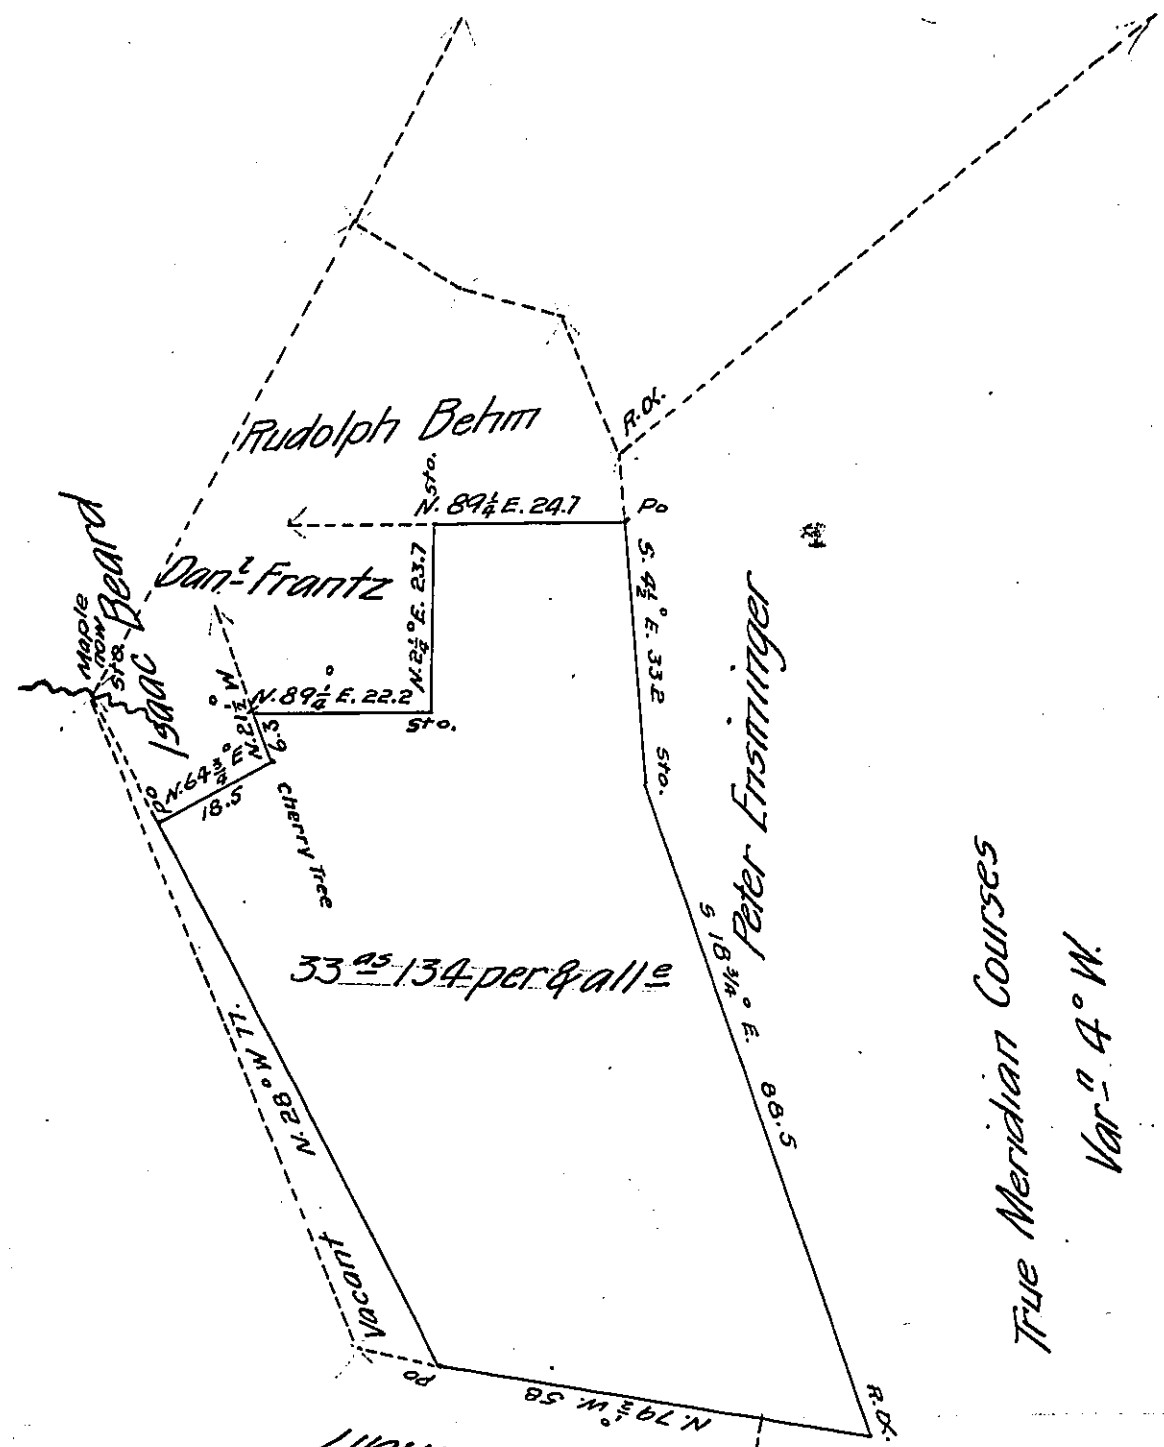 R.O.
Rudolph Behm
Sto.
N. 89¼ E. 24.7
Po
Maple
now
Sto.
Isaac Beard
Dan.l Frantz
N. 2¼° E. 23.7
S. 4½° E. 33.2
Sto.
N. 89¼° E. 22.2
Sto.
N. 21½° W
6.3
N. 64¾° E
18.5
Po
Cherry Tree
Peter Ensminger
S 18¾° E. 88.5
33 as 134 per & all e
N. 28° W 77.
Vacant
Po
N. 79½° W. 58
R.O.
True Meridian Courses
Var.n 4° W.